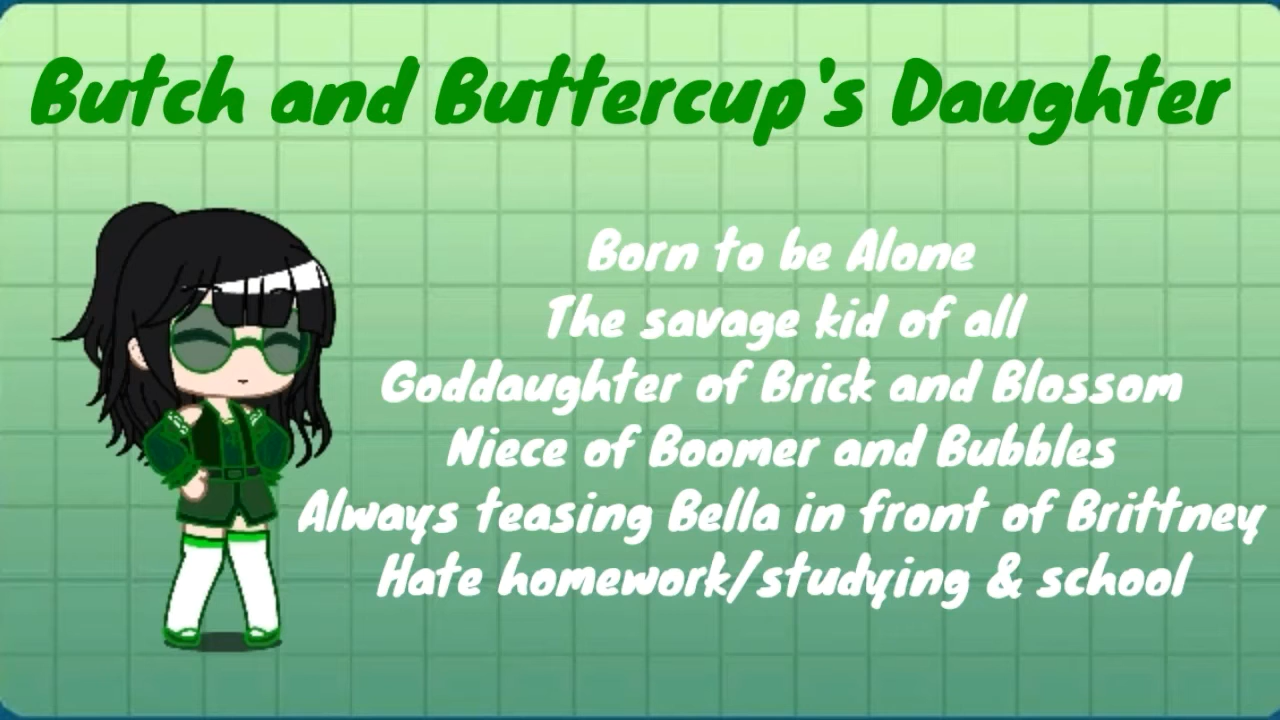 Butch and Buttercup's Daughter
Born to be Alone
The savage kid of all
Goddaughter of Brick and Blossom
Niece of Boomer and Bubbles
Always teasing Bella in front of Brittney
Hate homework/studying & school